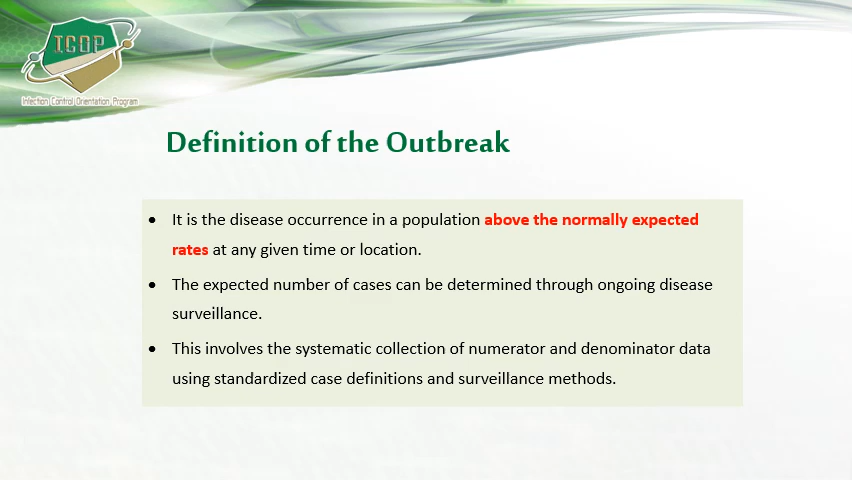 ICOP
Infection Control Orientation Program
Definition of the Outbreak
• It is the disease occurrence in a population above the normally expected
rates at any given time or location.
• The expected number of cases can be determined through ongoing disease
surveillance.
• This involves the systematic collection of numerator and denominator data
using standardized case definitions and surveillance methods.